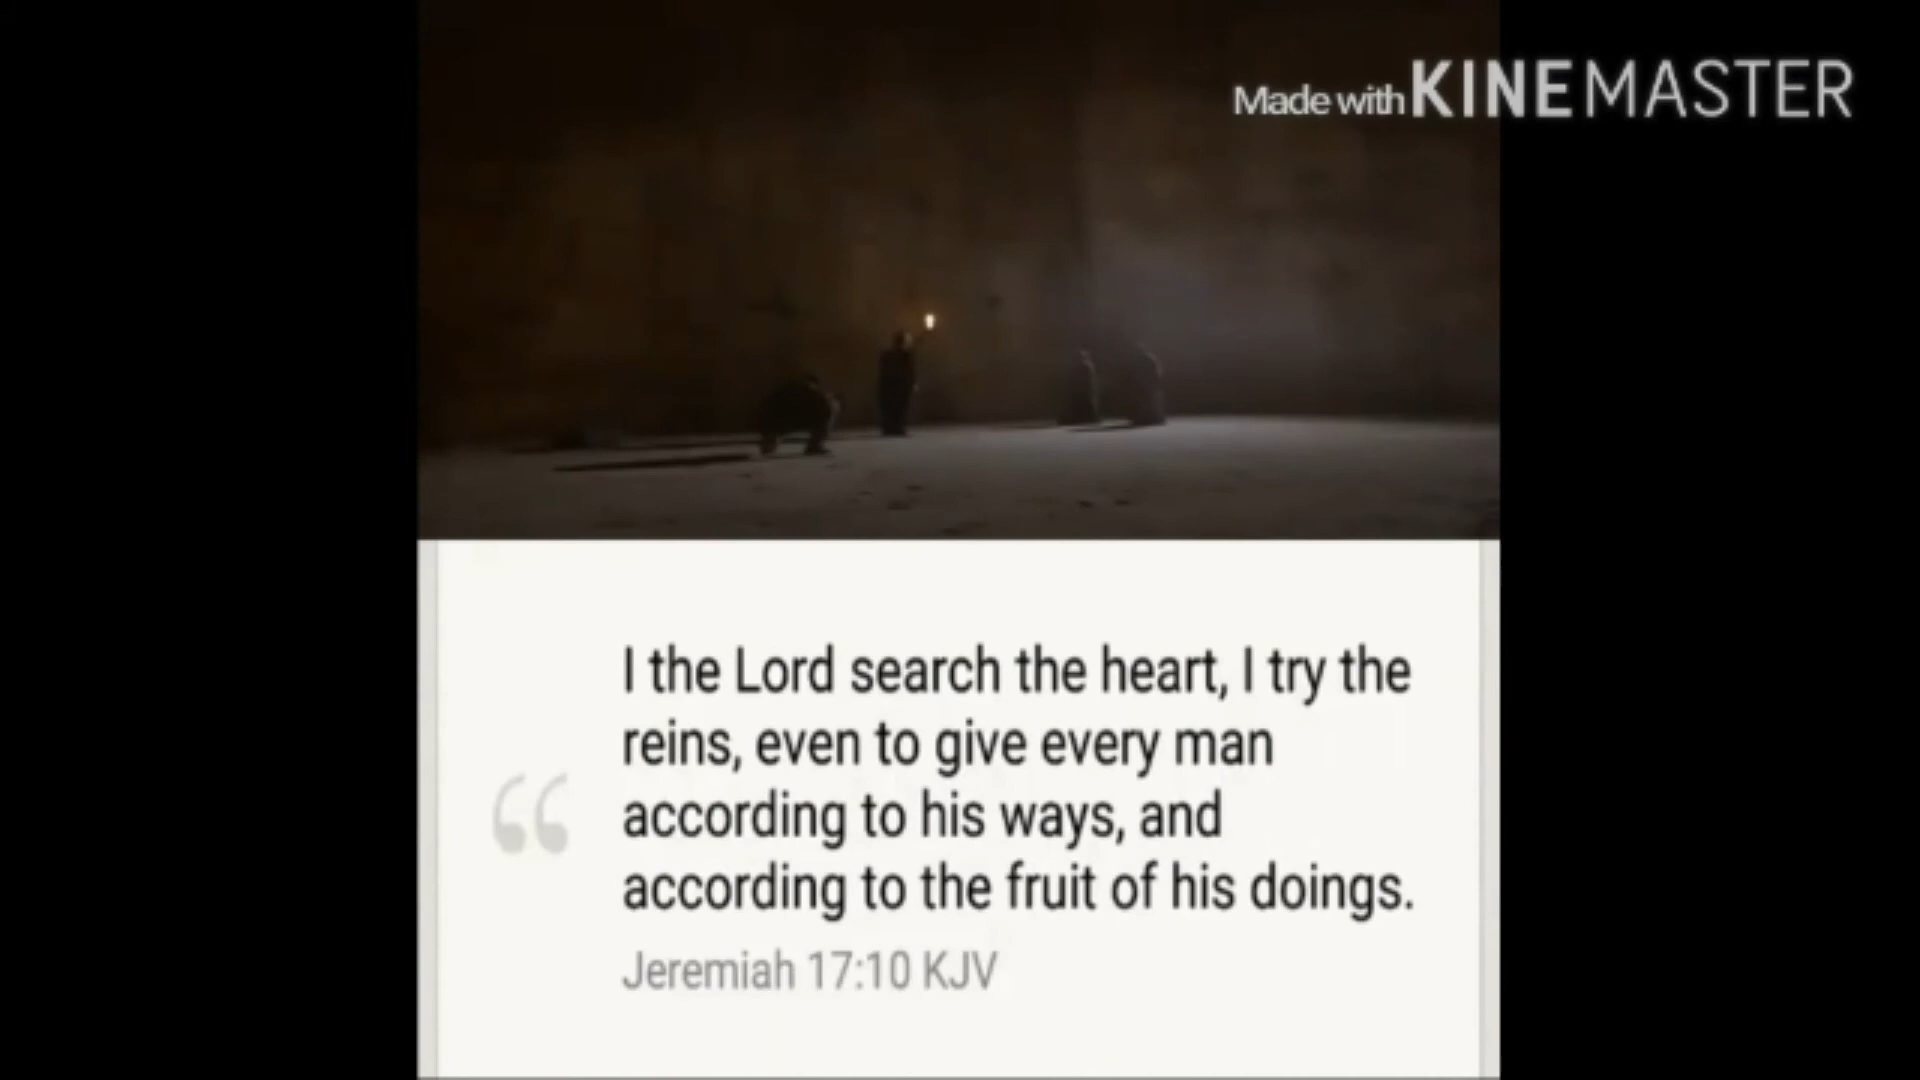 Made with KINEMASTER
I the Lord search the heart, I try the
reins, even to give every man
according to his ways, and
according to the fruit of his doings.
Jeremiah 17:10 KJV